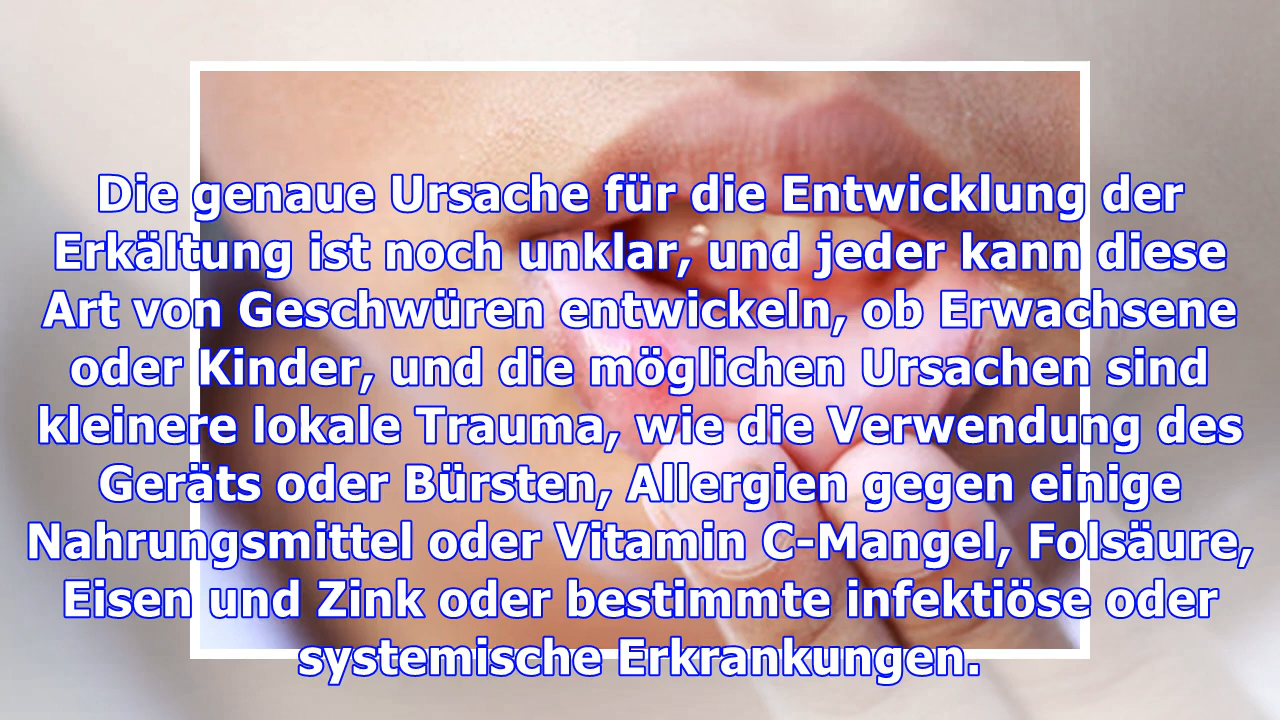 Die genaue Ursache für die Entwicklung der
Erkältung ist noch unklar, und jeder kann diese
Art von Geschwüren entwickeln, ob Erwachsene
oder Kinder, und die möglichen Ursachen sind
kleinere lokale Trauma, wie die Verwendung des
Geräts oder Bürsten, Allergien gegen einige
Nahrungsmittel oder Vitamin C-Mangel, Folsäure,
Eisen und Zink oder bestimmte infektiöse oder
systemische Erkrankungen.